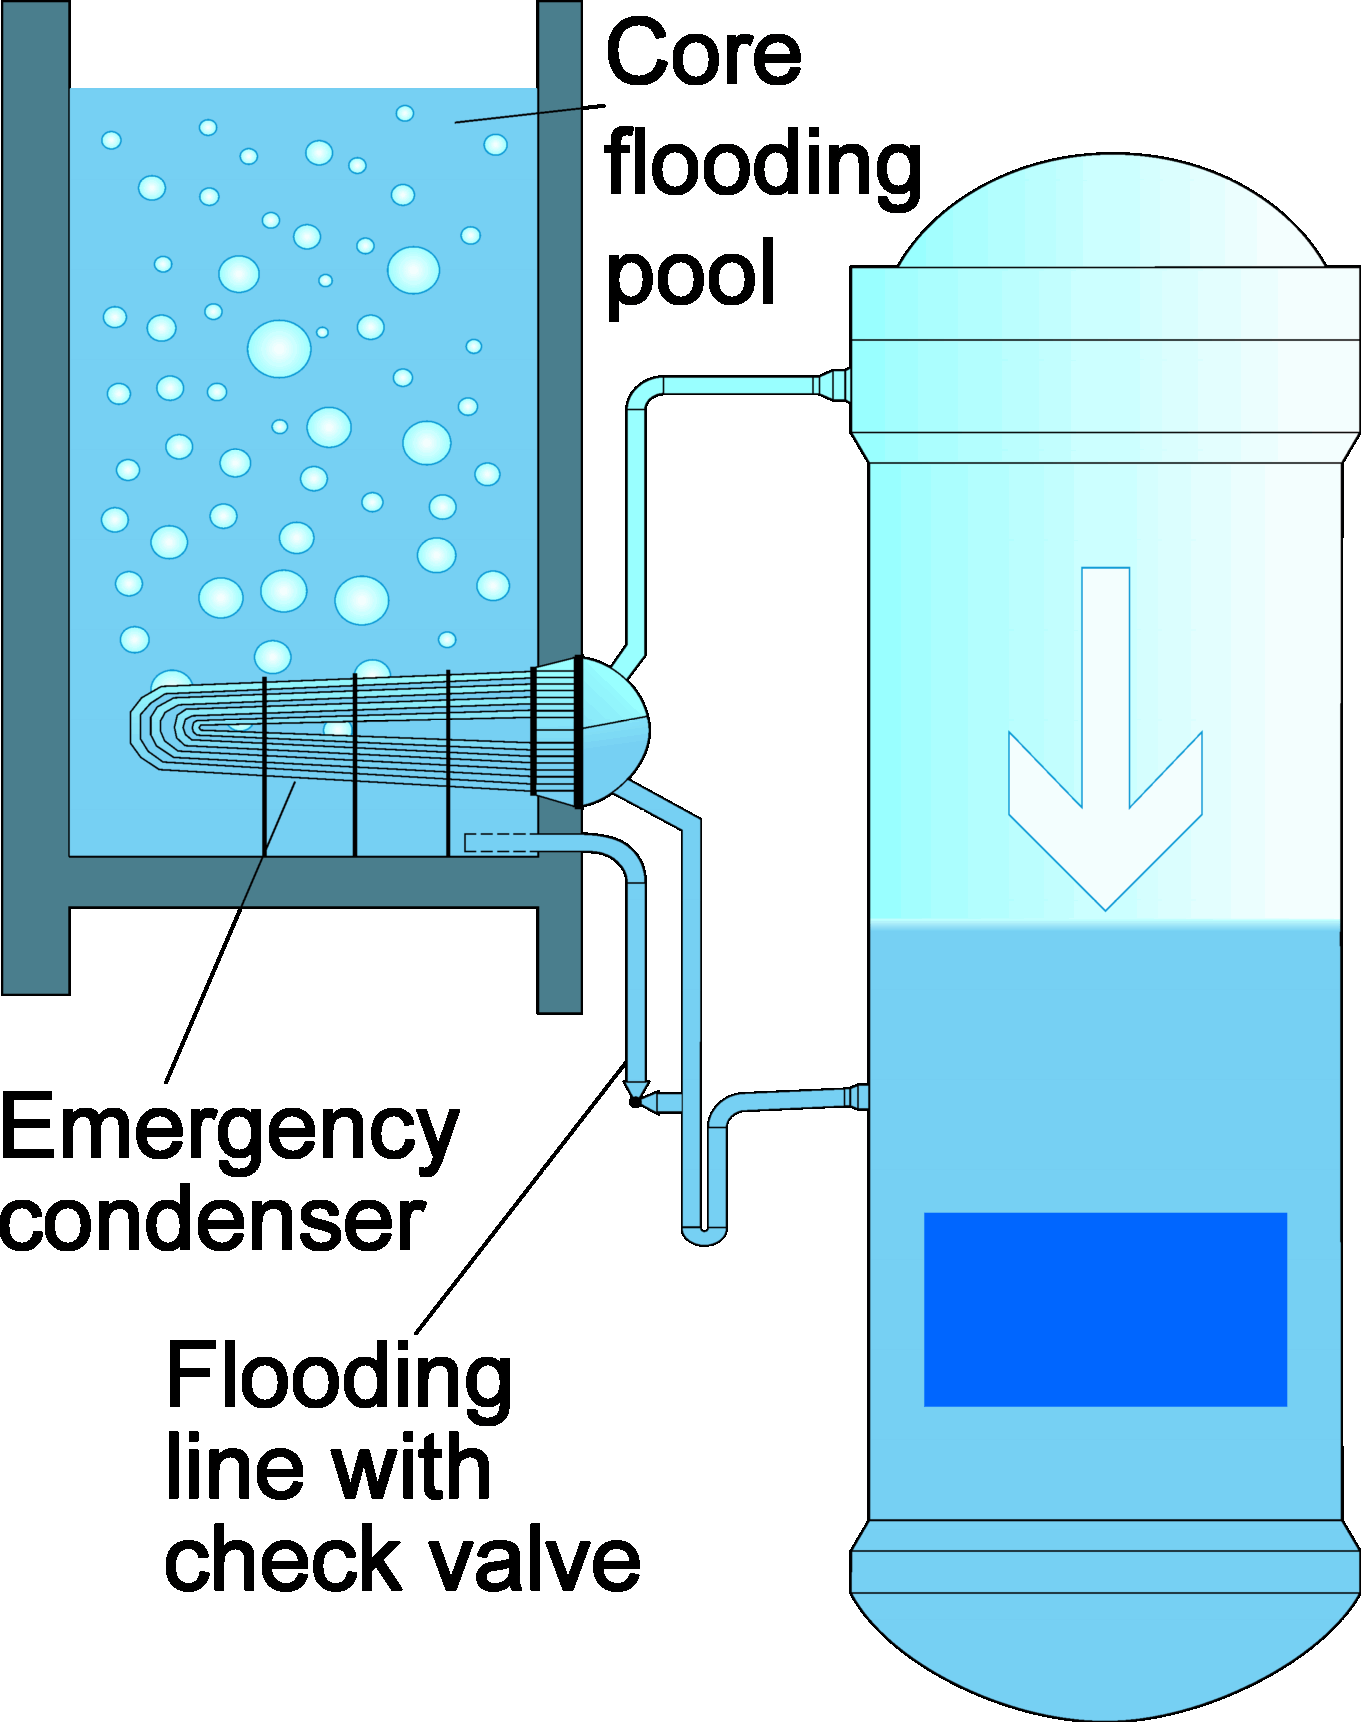 Core
flooding
pool
Emergency
condenser
Flooding
line with
check valve